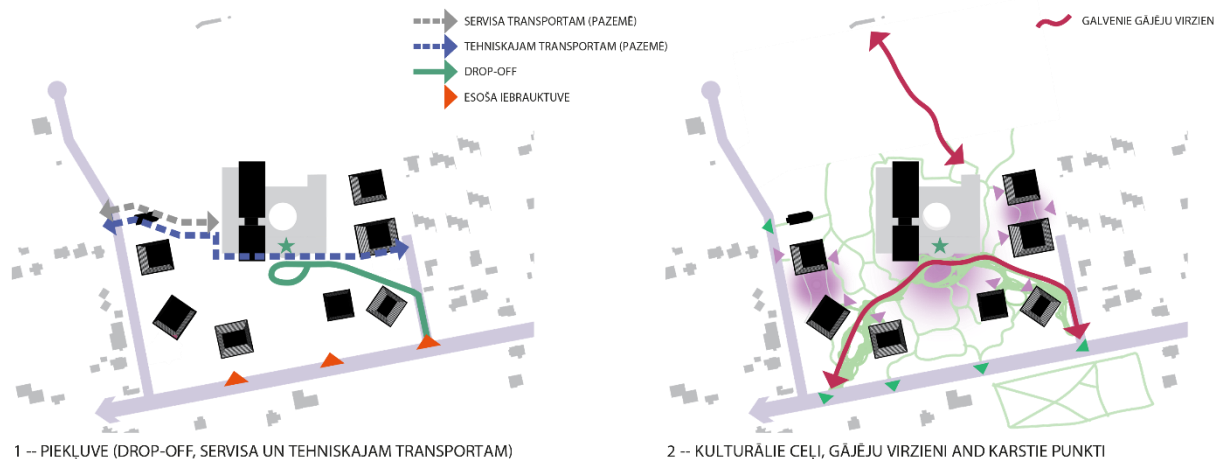 SERVISA TRANSPORTAM (PAZEMĒ)
TEHNISKAJAM TRANSPORTAM (PAZEMĒ)
DROP-OFF
ESOŠA IEBRAUKTUVE
GALVENIE GĀJĒJU VIRZIEN
1 -- PIEKĻUVE (DROP-OFF, SERVISA UN TEHNISKAJAM TRANSPORTAM)
2 -- KULTURĀLIE CEĻI, GĀJĒJU VIRZIENI AND KARSTIE PUNKTI